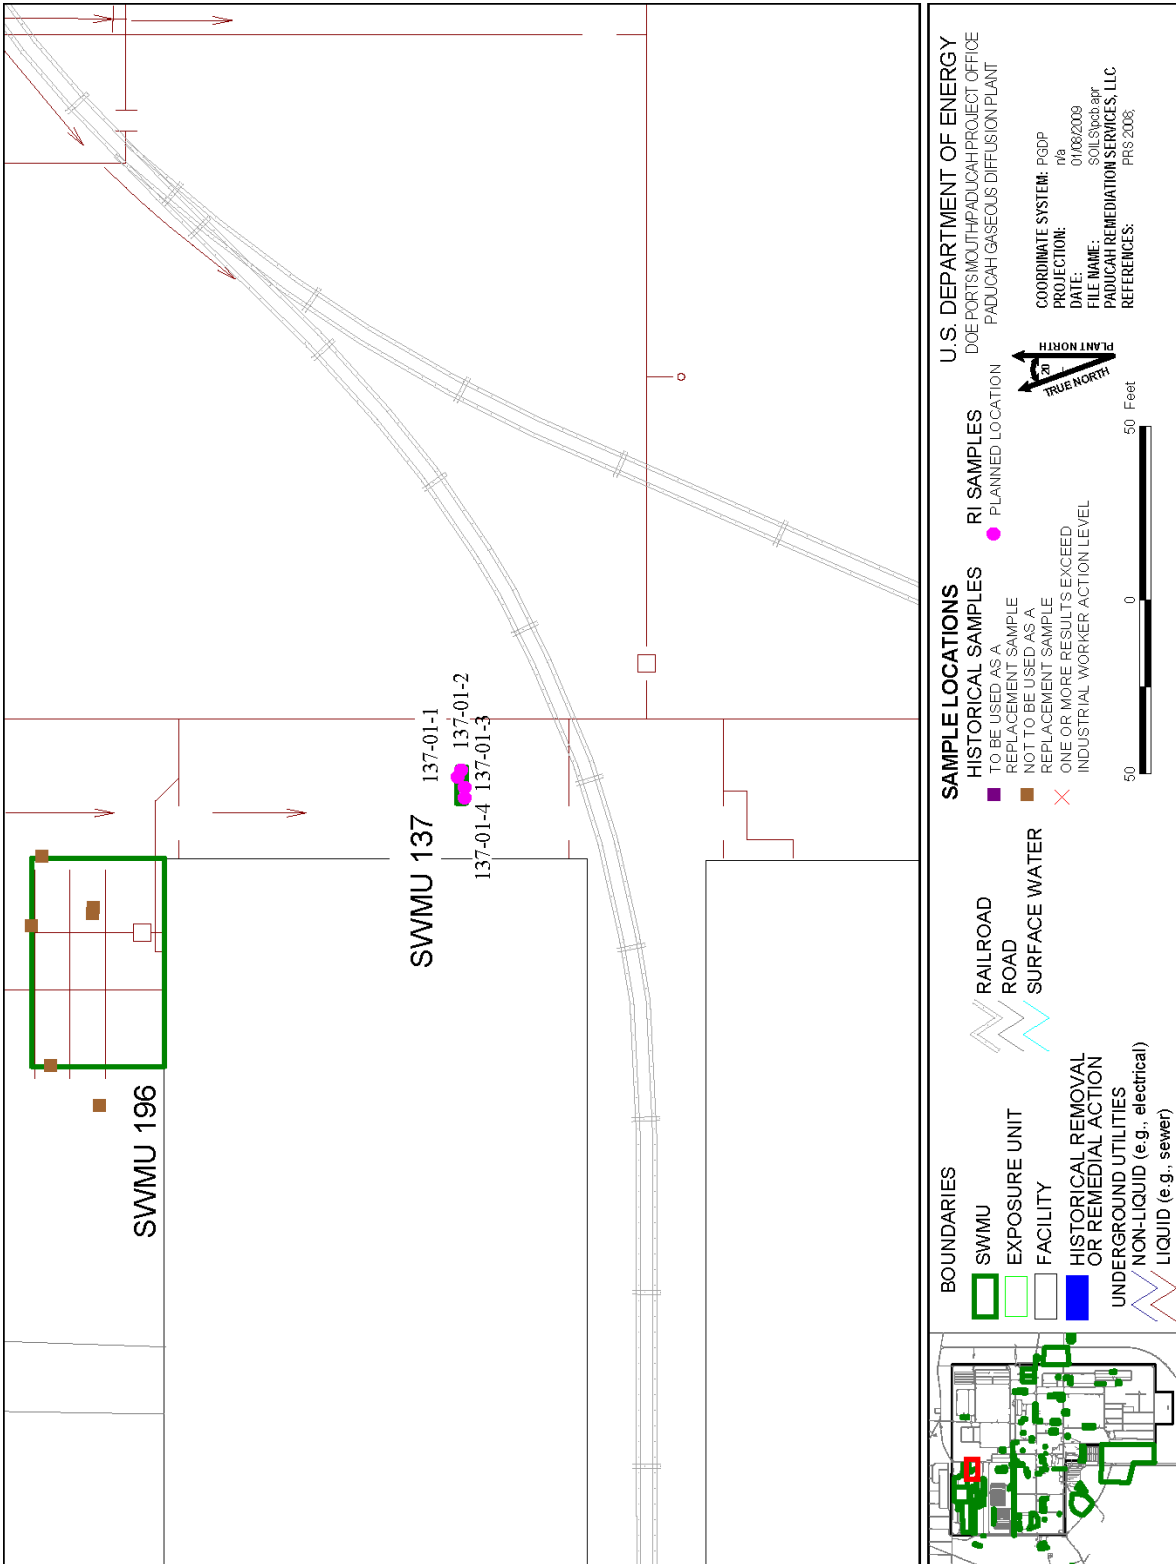 SWMU 196
SWMU 137
137-01-1
137-01-2
137-01-3
137-01-4
BOUNDARIES
SWMU
EXPOSURE UNIT
FACILITY
HISTORICAL REMOVAL
OR REMEDIAL ACTION
UNDERGROUND UTILITIES
NON-LIQUID (e.g., electrical)
LIQUID (e.g., sewer)
RAILROAD
ROAD
SURFACE WATER
SAMPLE LOCATIONS
HISTORICAL SAMPLES
TO BE USED AS A
REPLACEMENT SAMPLE
NOT TO BE USED AS A
REPLACEMENT SAMPLE
ONE OR MORE RESULTS EXCEED
INDUSTRIAL WORKER ACTION LEVEL
RI SAMPLES
PLANNED LOCATION
50 0 50 Feet
20
TRUE NORTH
PLANT NORTH
U.S. DEPARTMENT OF ENERGY
DOE PORTSMOUTH/PADUCAH PROJECT OFFICE
PADUCAH GASEOUS DIFFUSION PLANT
COORDINATE SYSTEM: PGDP
PROJECTION: n/a
DATE: 01/08/2009
FILE NAME: SOILS\pcb.apr
PADUCAH REMEDIATION SERVICES, LLC
REFERENCES: PRS 2008;